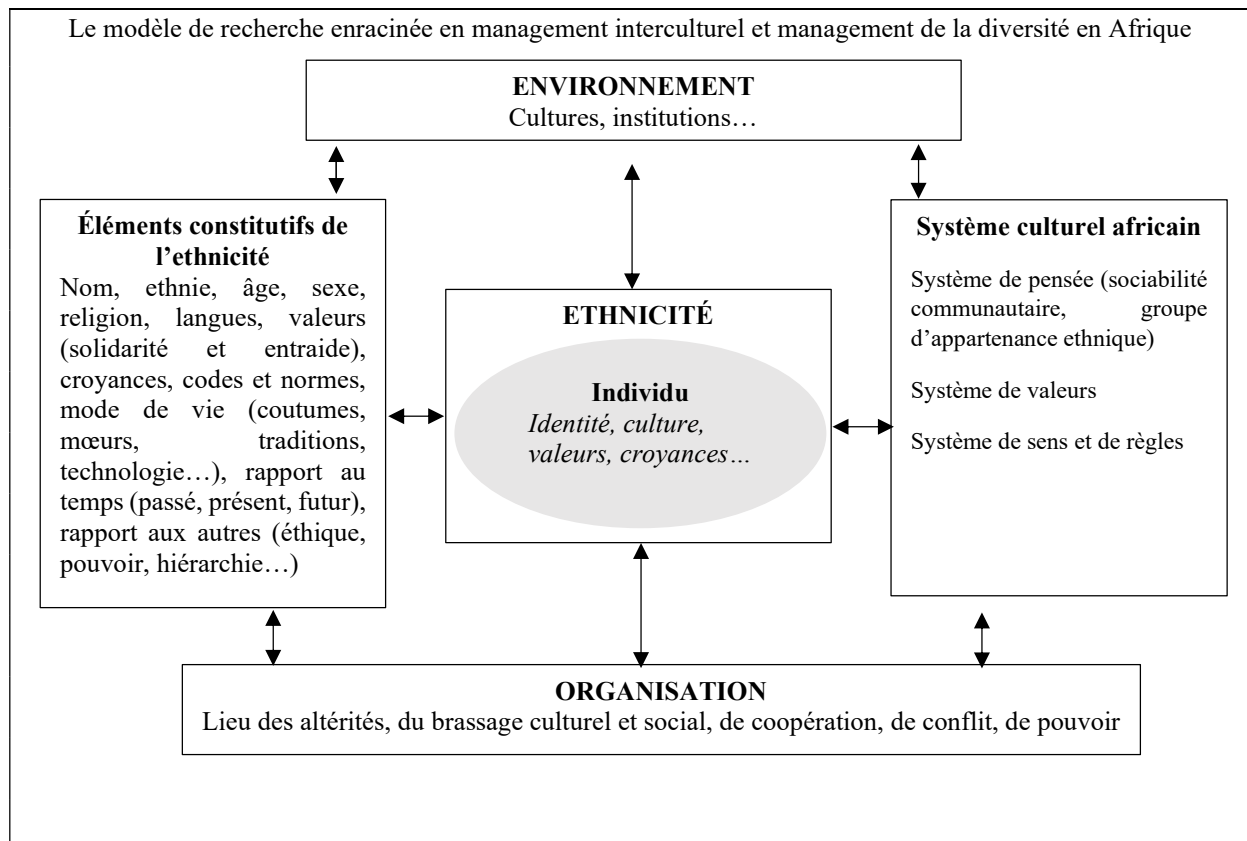 Le modèle de recherche enracinée en management interculturel et management de la diversité en Afrique
ENVIRONNEMENT
Cultures, institutions…
Éléments constitutifs de
l’ethnicité
Nom, ethnie, âge, sexe,
religion, langues, valeurs
(solidarité et entraide),
croyances, codes et normes,
mode de vie (coutumes,
mœurs, traditions,
technologie…), rapport au
temps (passé, présent, futur),
rapport aux autres (éthique,
pouvoir, hiérarchie…)
ETHNICITÉ
Individu
Identité, culture,
valeurs, croyances…
Système culturel africain
Système de pensée (sociabilité
communautaire, groupe
d’appartenance ethnique)
Système de valeurs
Système de sens et de règles
ORGANISATION
Lieu des altérités, du brassage culturel et social, de coopération, de conflit, de pouvoir